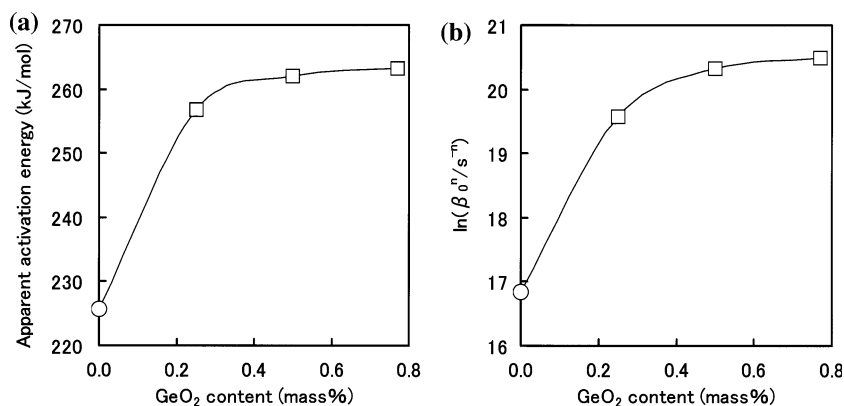 (a)
Apparent activation energy (kJ/mol)
270
260
250
240
230
220
0.0 0.2 0.4 0.6 0.8
GeO₂ content (mass%)
(b)
ln(β₀ⁿ/s⁻ⁿ)
21
20
19
18
17
16
0.0 0.2 0.4 0.6 0.8
GeO₂ content (mass%)